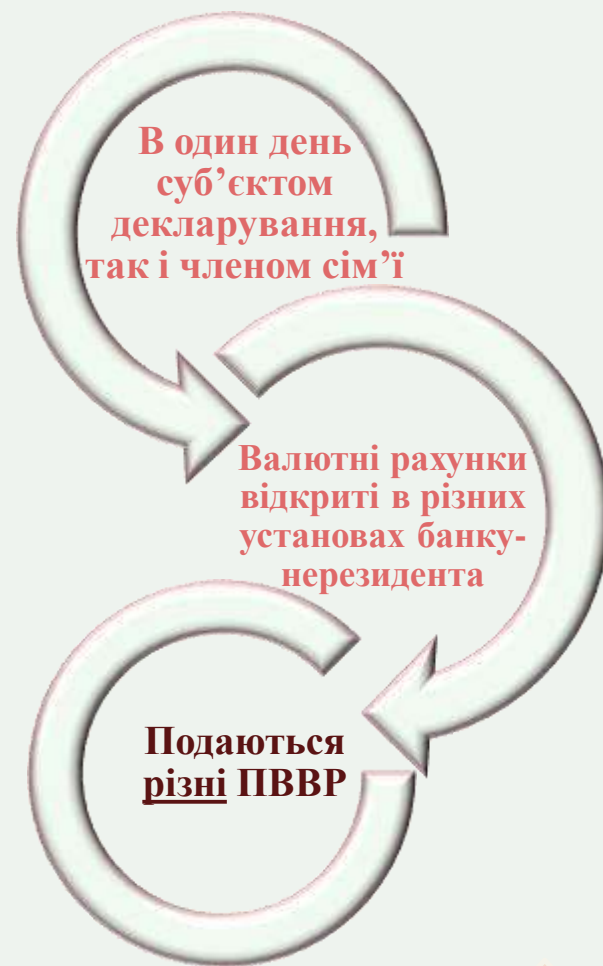 В один день
суб’єктом
декларування,
так і членом сім’ї
Валютні рахунки
відкриті в різних
установах банку-
нерезидента
Подаються
різні ПВВР